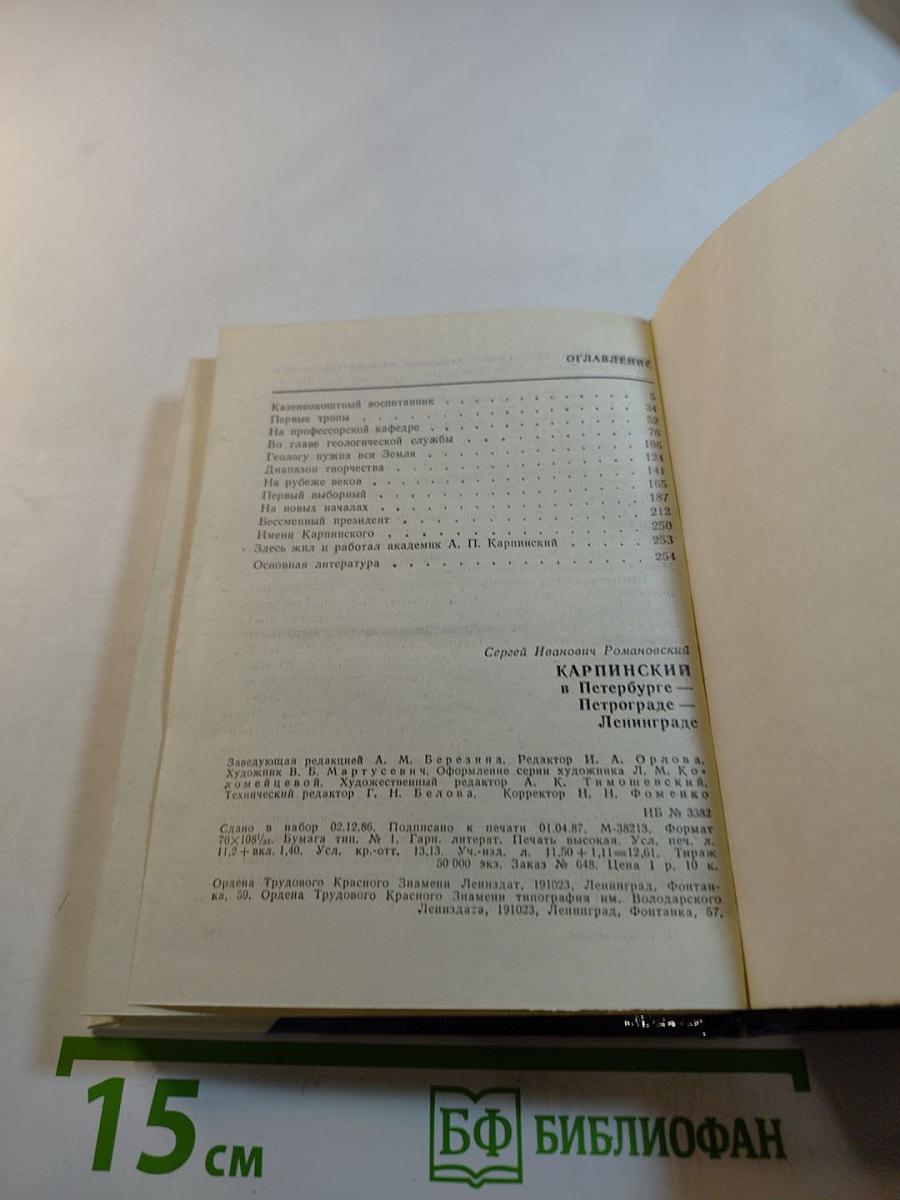 ОГЛАВЛЕНИЕ
Казеннокоштный воспитанник . . . . . . . . . . . . 5
Первые тропы . . . . . . . . . . . . . . . . 34
На профессорской кафедре . . . . . . . . . . . . 52
Во главе геологической службы . . . . . . . . . . 76
Геологу нужна вся Земля . . . . . . . . . . . . . 106
Диапазон творчества . . . . . . . . . . . . . . 124
На рубеже веков . . . . . . . . . . . . . . . 141
Первый выборный . . . . . . . . . . . . . . . 165
На новых началах . . . . . . . . . . . . . . . 187
Бессменный президент . . . . . . . . . . . . . . 212
Имени Карпинского . . . . . . . . . . . . . . 250
Здесь жил и работал академик А. П. Карпинский . . . . . 253
Основная литература . . . . . . . . . . . . . . 254
Сергей Иванович Романовский
КАРПИНСКИЙ
в Петербурге —
Петрограде —
Ленинграде
Заведующая редакцией А. М. Березина. Редактор И. А. Орлова.
Художник В. Б. Мартусевич. Оформление серии художника Л. М. Ко-
ломейцевой. Художественный редактор А. К. Тимошевский.
Технический редактор Г. Н. Белова. Корректор Н. Н. Фоменко
ИБ № 3382
Сдано в набор 02.12.86. Подписано к печати 01.04.87. М-38213. Формат
70×108¹/₃₂. Бумага тип. № 1. Гарн. литерат. Печать высокая. Усл. печ. л.
11,2+вкл. 1,40. Усл. кр.-отт. 13,13. Уч.-изд. л. 11,50+1,11=12,61. Тираж
50 000 экз. Заказ № 648. Цена 1 р. 10 к.
Ордена Трудового Красного Знамени Лениздат, 191023, Ленинград, Фонтан-
ка, 59. Ордена Трудового Красного Знамени типография им. Володарского
Лениздата, 191023, Ленинград, Фонтанка, 57.
15 см
БФ БИБЛИОФАН